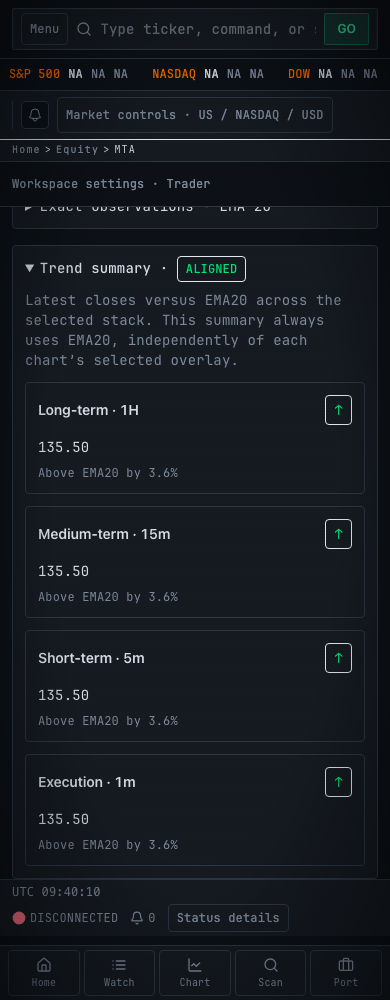 Menu Type ticker, command, or s GO
S&P 500 NA NA NA NASDAQ NA NA NA DOW NA NA NA
Market controls · US / NASDAQ / USD
Home > Equity > MTA
Workspace settings · Trader
▶ Exact observations · EMA 20
▼ Trend summary · ALIGNED
Latest closes versus EMA20 across the
selected stack. This summary always
uses EMA20, independently of each
chart's selected overlay.
Long-term · 1H ↑
135.50
Above EMA20 by 3.6%
Medium-term · 15m ↑
135.50
Above EMA20 by 3.6%
Short-term · 5m ↑
135.50
Above EMA20 by 3.6%
Execution · 1m ↑
135.50
Above EMA20 by 3.6%
UTC 09:40:10
DISCONNECTED 0 Status details
Home Watch Chart Scan Port